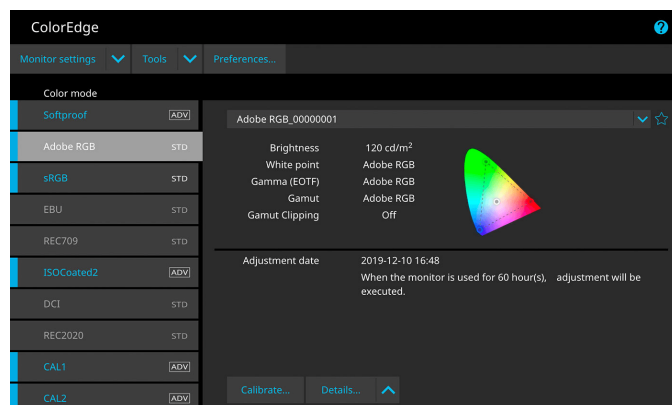 ColorEdge
Monitor settings Tools Preferences...
Color mode
Softproof ADV
Adobe RGB STD
sRGB STD
EBU STD
REC709 STD
ISOCoated2 ADV
DCI STD
REC2020 STD
CAL1 ADV
CAL2 ADV
Adobe RGB_00000001
Brightness 120 cd/m²
White point Adobe RGB
Gamma (EOTF) Adobe RGB
Gamut Adobe RGB
Gamut Clipping Off
Adjustment date 2019-12-10 16:48
When the monitor is used for 60 hour(s), adjustment will be
executed.
Calibrate... Details...